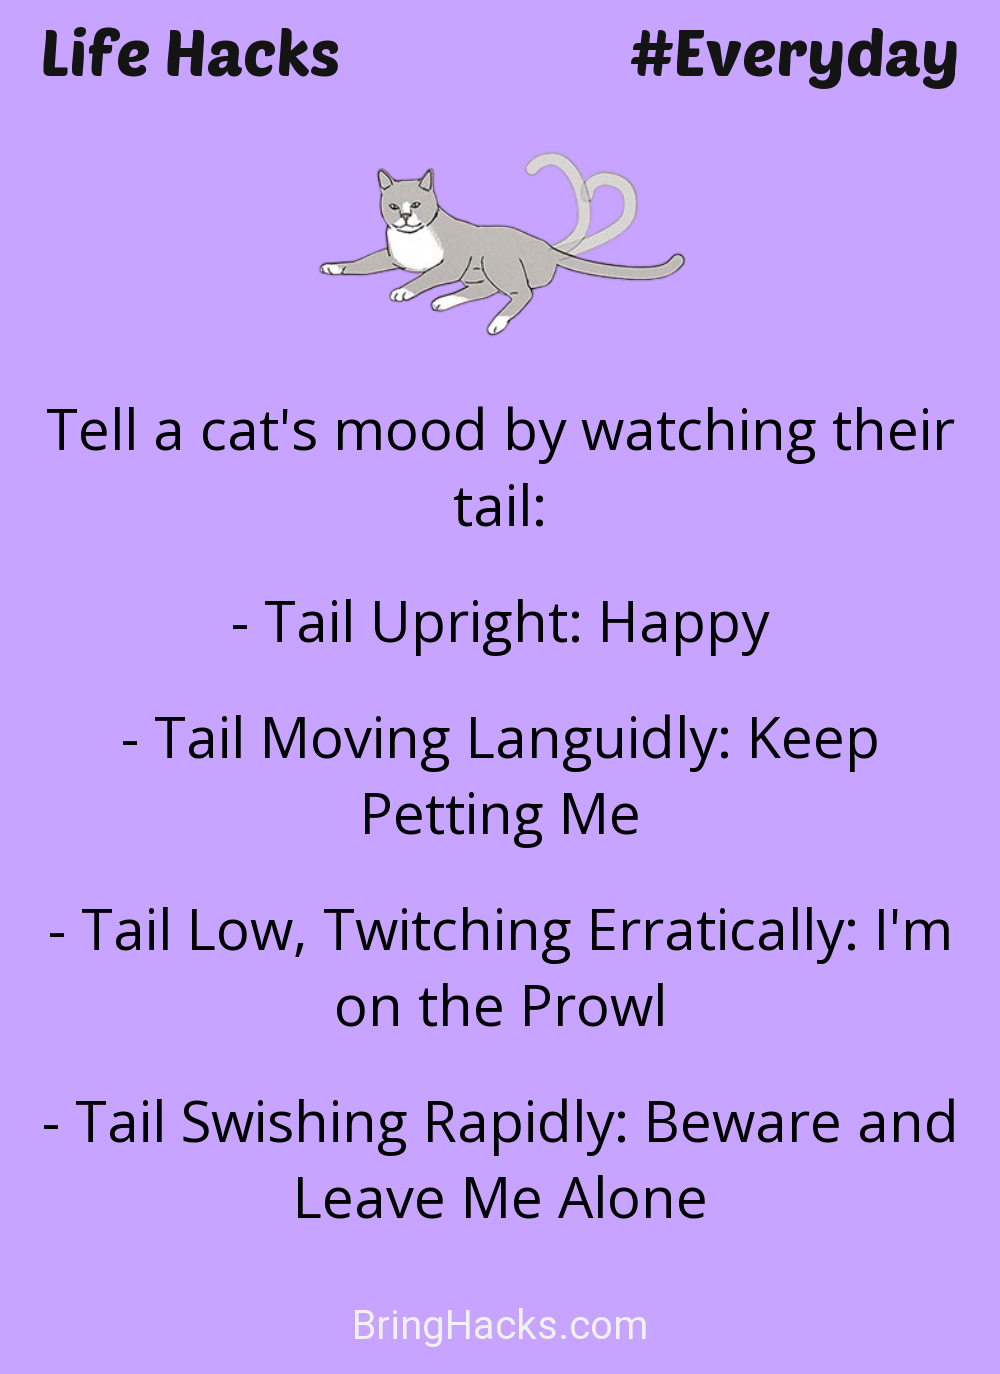 Life Hacks #Everyday
Tell a cat's mood by watching their
tail:
- Tail Upright: Happy
- Tail Moving Languidly: Keep
Petting Me
- Tail Low, Twitching Erratically: I'm
on the Prowl
- Tail Swishing Rapidly: Beware and
Leave Me Alone
BringHacks.com